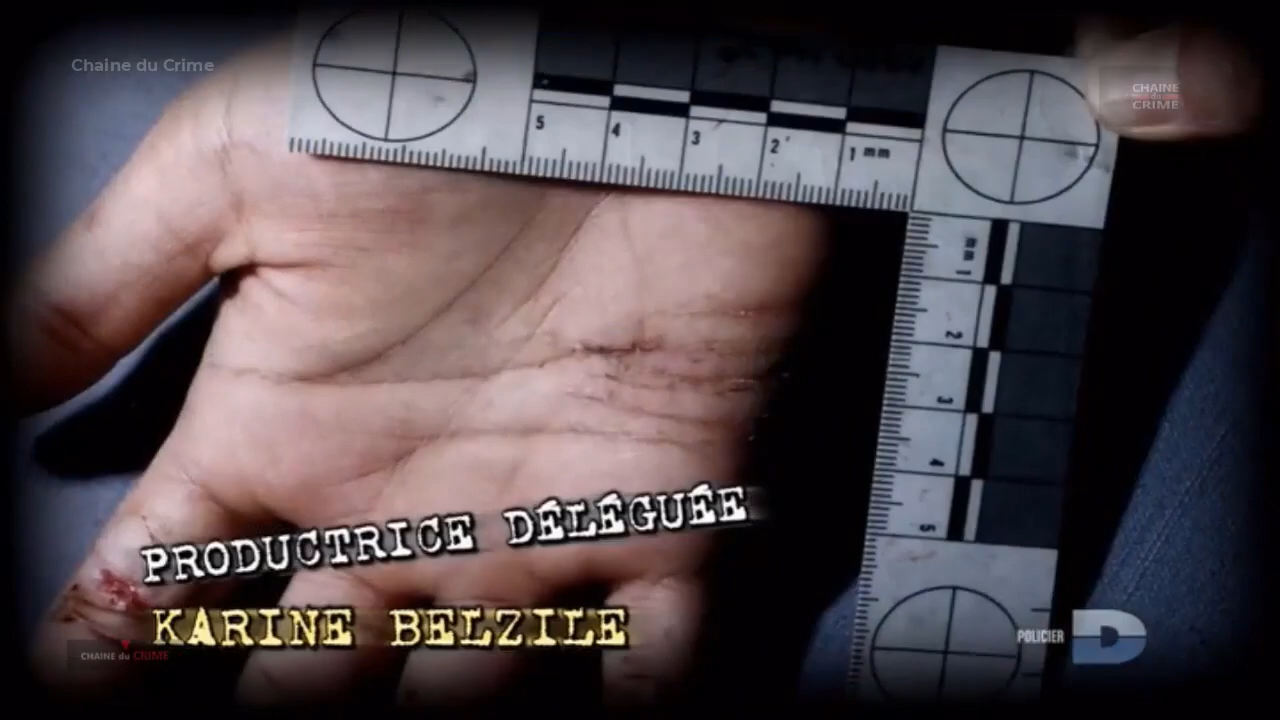 Chaine du Crime
CHAINE
du
CRIME
5 4 3 2 1 mm
mm 1
2
3
4
5
PRODUCTRICE DÉLÉGUÉE
KARINE BELZILE
CHAINE du CRIME
POLICIER D